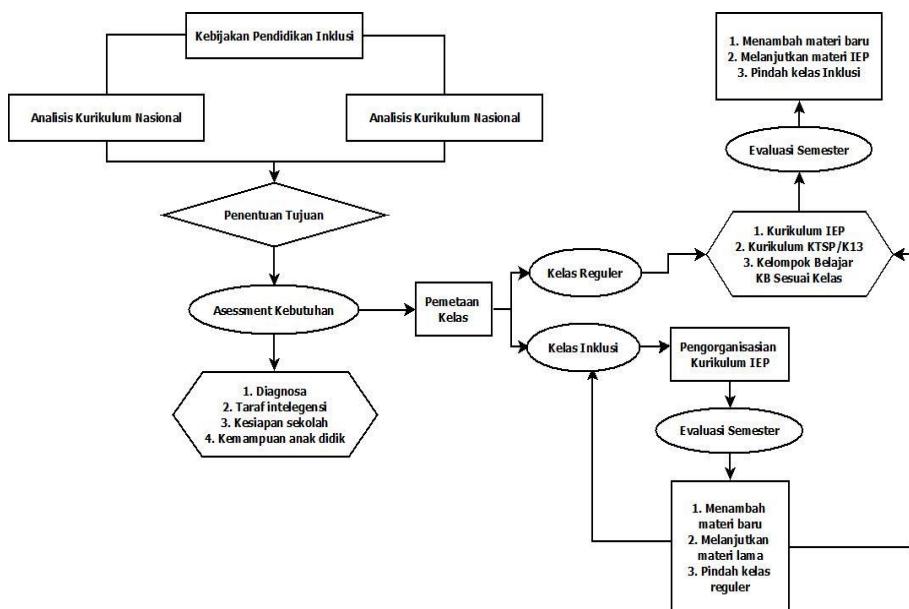 Kebijakan Pendidikan Inklusi
Analisis Kurikulum Nasional
Analisis Kurikulum Nasional
Penentuan Tujuan
Asessment Kebutuhan
1. Diagnosa
2. Taraf intelegensi
3. Kesiapan sekolah
4. Kemampuan anak didik
Pemetaan
Kelas
Kelas Reguler
Kelas Inklusi
1. Kurikulum IEP
2. Kurikulum KTSP/K13
3. Kelompok Belajar
KB Sesuai Kelas
Evaluasi Semester
1. Menambah materi baru
2. Melanjutkan materi IEP
3. Pindah kelas Inklusi
Pengorganisasian
Kurikulum IEP
Evaluasi Semester
1. Menambah
materi baru
2. Melanjutkan
materi lama
3. Pindah kelas
reguler